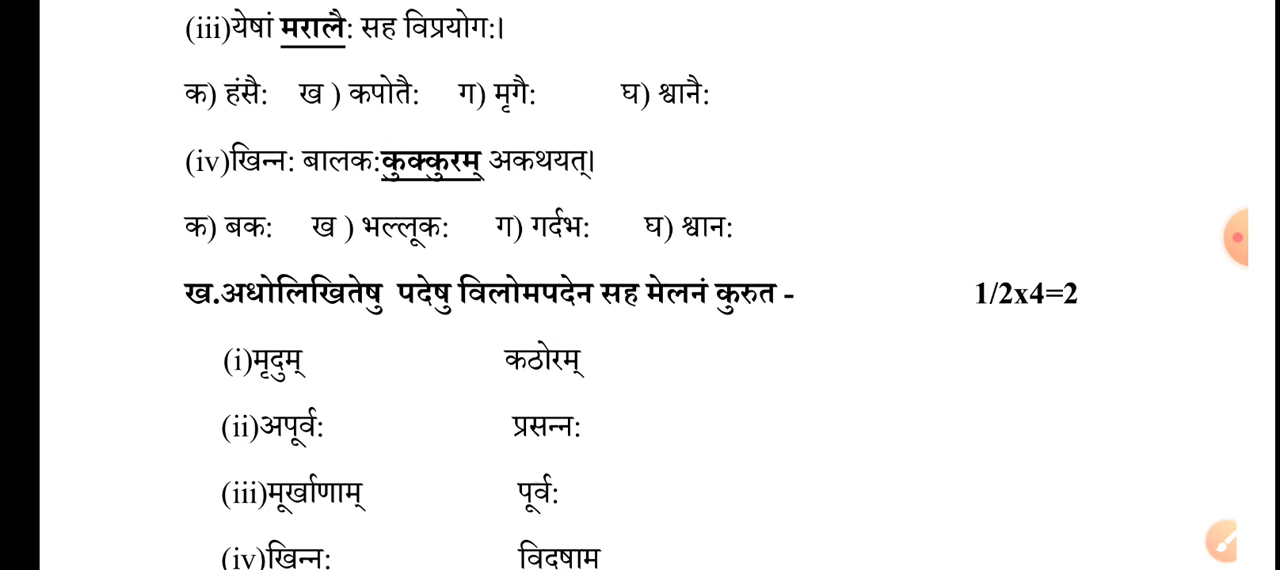 (iii)येषां मरालै: सह विप्रयोग:।
क) हंसै: ख ) कपोतै: ग) मृगै: घ) श्वानै:
(iv)खिन्न: बालक:कुक्कुरम् अकथयत्।
क) बक: ख ) भल्लूक: ग) गर्दभ: घ) श्वान:
ख.अधोलिखितेषु पदेषु विलोमपदेन सह मेलनं कुरुत - 1/2x4=2
(i)मृदुम् कठोरम्
(ii)अपूर्व: प्रसन्न:
(iii)मूर्खाणाम् पूर्व:
(iv)खिन्न: